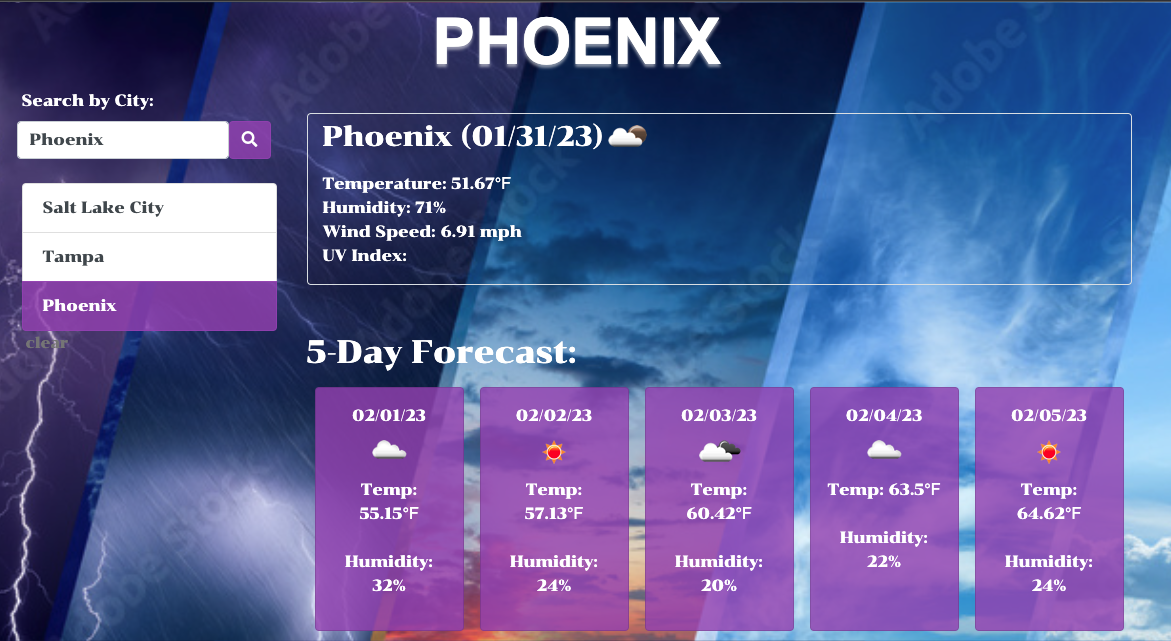 PHOENIX
Search by City:
Phoenix
Salt Lake City
Tampa
Phoenix
clear
Phoenix (01/31/23)
Temperature: 51.67°F
Humidity: 71%
Wind Speed: 6.91 mph
UV Index:
5-Day Forecast:
02/01/23
Temp:
55.15°F
Humidity:
32%
02/02/23
Temp:
57.13°F
Humidity:
24%
02/03/23
Temp:
60.42°F
Humidity:
20%
02/04/23
Temp: 63.5°F
Humidity:
22%
02/05/23
Temp:
64.62°F
Humidity:
24%
Adobe Stock